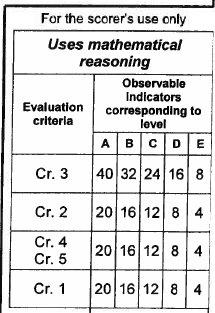 For the scorer's use only
Uses mathematical
reasoning
Evaluation
criteria
Observable
indicators
corresponding to
level
A B C D E
Cr. 3 40 32 24 16 8
Cr. 2 20 16 12 8 4
Cr. 4
Cr. 5 20 16 12 8 4
Cr. 1 20 16 12 8 4